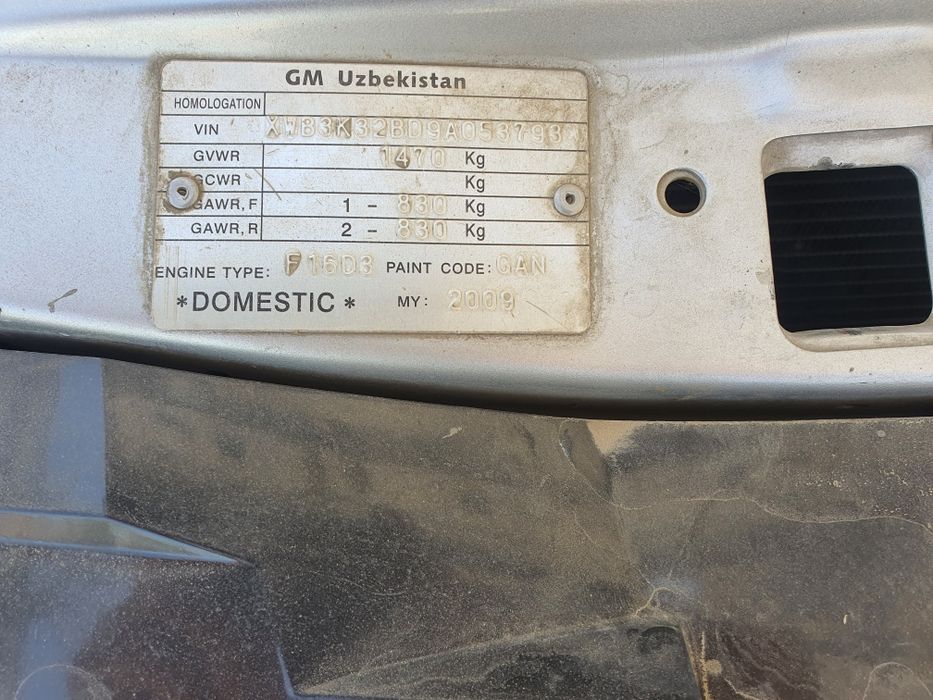 GM Uzbekistan
HOMOLOGATION
VIN XWB3K32BD9A053793
GVWR 1470 Kg
GCWR Kg
GAWR, F 1 - 830 Kg
GAWR, R 2 - 830 Kg
ENGINE TYPE: F16D3 PAINT CODE: GAN
*DOMESTIC* MY: 2009